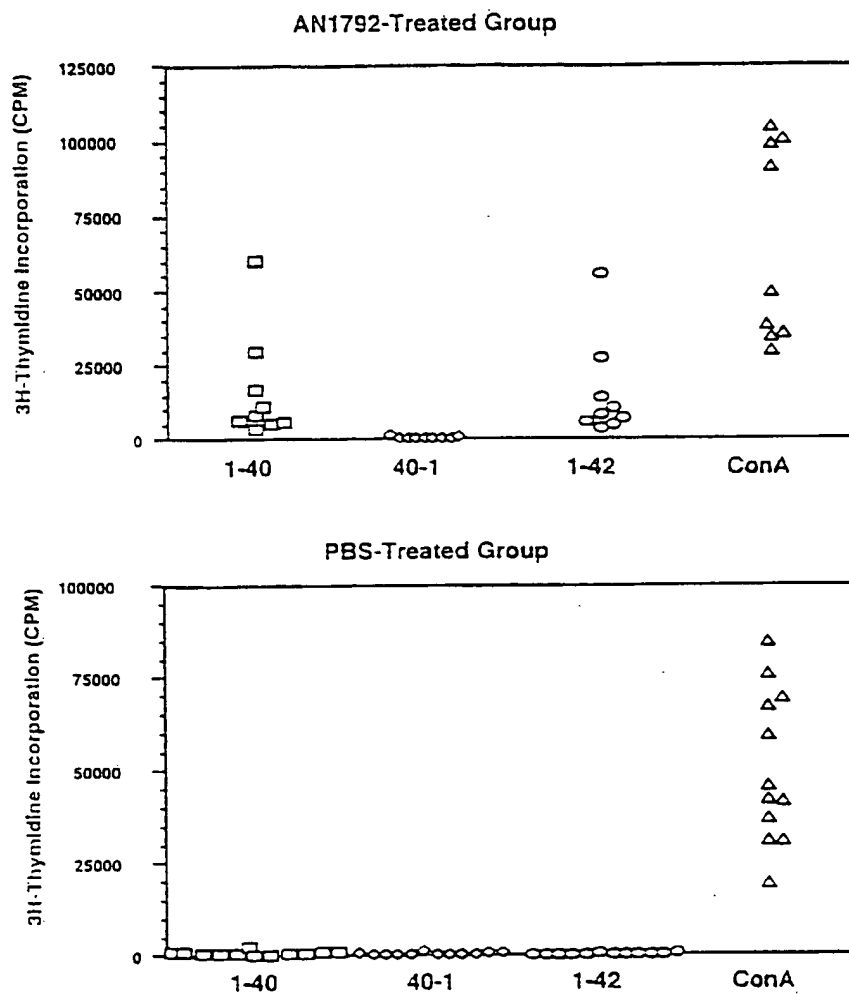 AN1792-Treated Group
3H-Thymidine Incorporation (CPM)
125000
100000
75000
50000
25000
0
1-40 40-1 1-42 ConA
PBS-Treated Group
3H-Thymidine Incorporation (CPM)
100000
75000
50000
25000
0
1-40 40-1 1-42 ConA